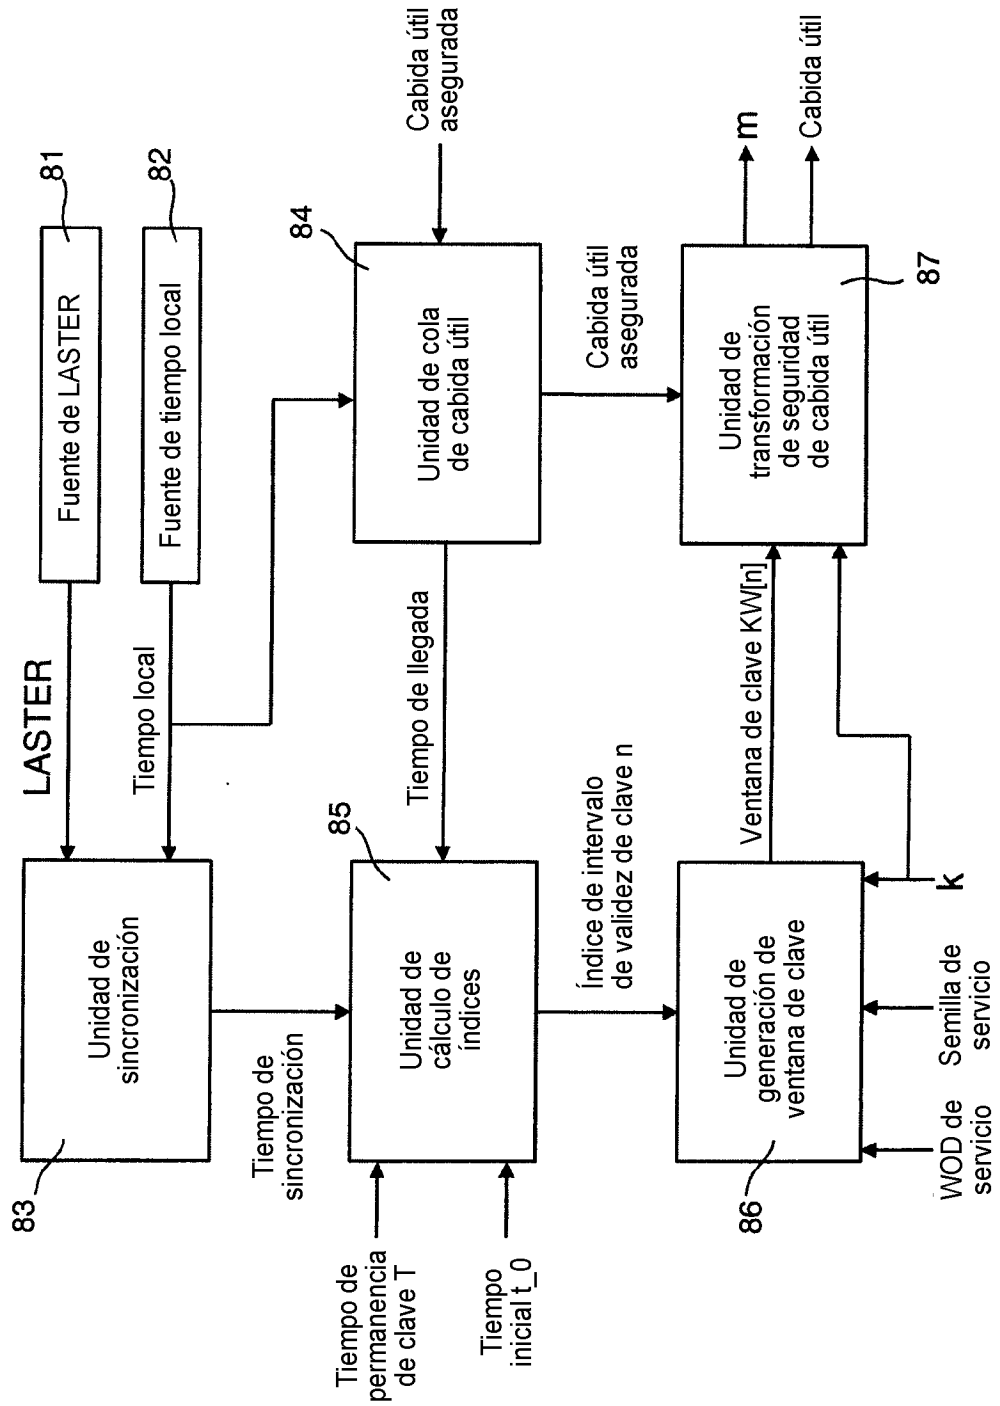 81
Fuente de LASTER
82
Fuente de tiempo local
LASTER
Tiempo local
83
Unidad de
sincronización
84
Unidad de cola
de cabida útil
Cabida útil
asegurada
Tiempo de
sincronización
Tiempo de llegada
85
Unidad de
cálculo de
índices
Tiempo de
permanencia
de clave T
Tiempo
inicial t_0
Cabida útil
asegurada
Índice de intervalo
de validez de clave n
86
Unidad de
generación de
ventana de clave
Ventana de clave KW[n]
87
Unidad de
transformación
de seguridad
de cabida útil
m
Cabida útil
WOD de
servicio
Semilla de
servicio
k